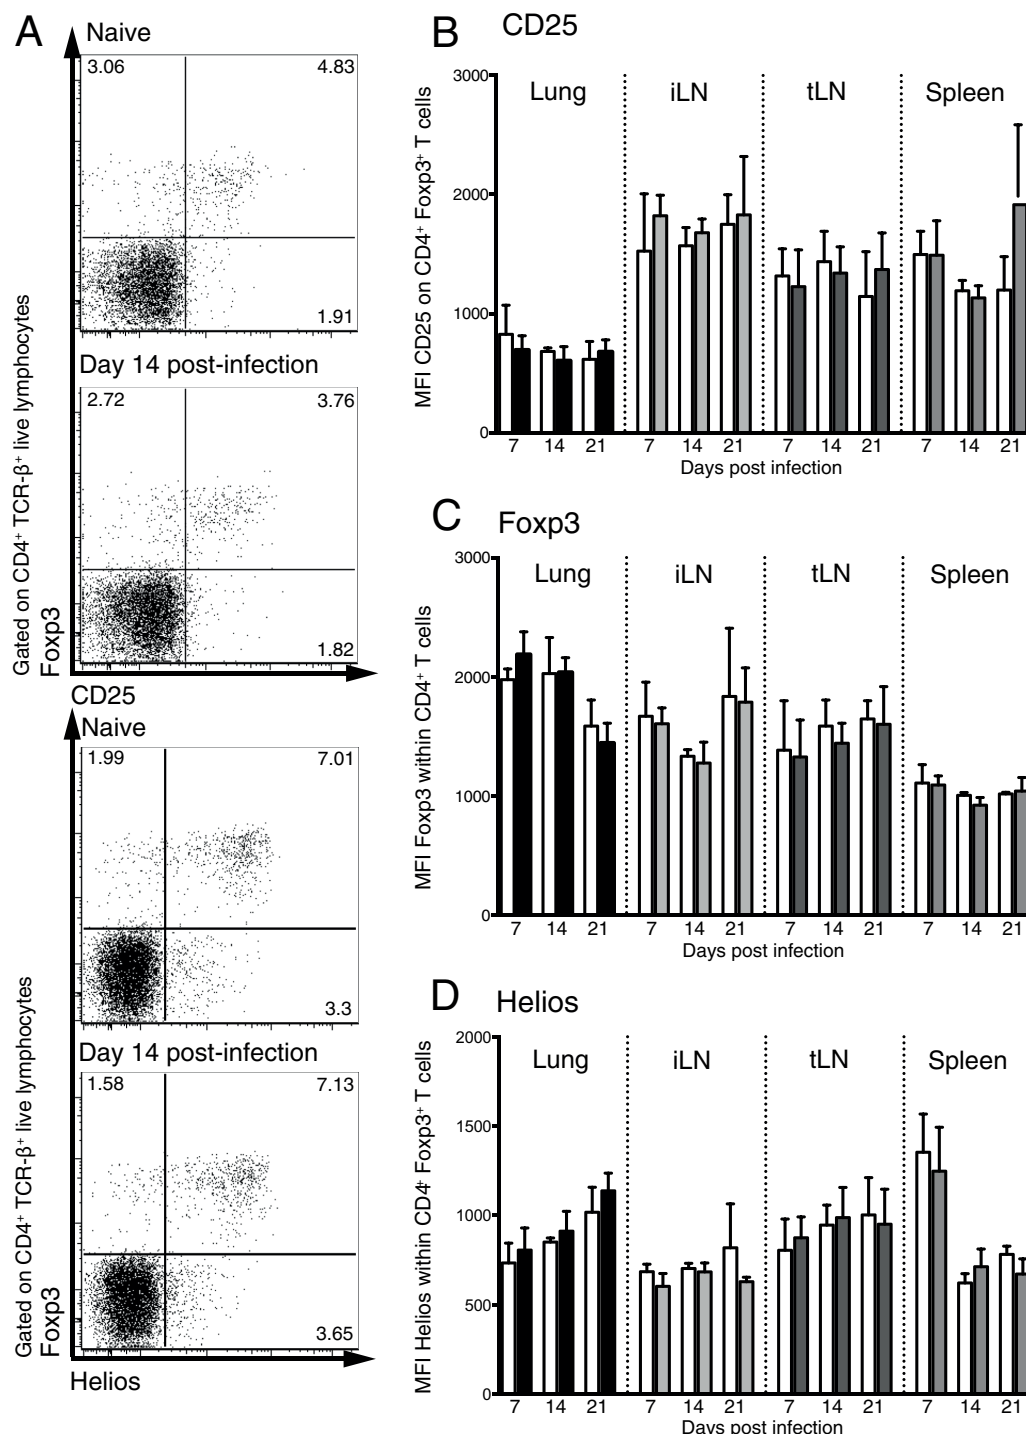 A
Naive
3.06 4.83
1.91
Day 14 post-infection
2.72 3.76
1.82
Gated on CD4⁺ TCR-β⁺ live lymphocytes
Foxp3
CD25
Naive
1.99 7.01
3.3
Day 14 post-infection
1.58 7.13
3.65
Gated on CD4⁺ TCR-β⁺ live lymphocytes
Foxp3
Helios
B CD25
MFI CD25 on CD4⁺ Foxp3⁺ T cells
3000
2000
1000
0
Lung iLN tLN Spleen
7 14 21 7 14 21 7 14 21 7 14 21
Days post infection
C Foxp3
MFI Foxp3 within CD4⁺ T cells
3000
2000
1000
0
Lung iLN tLN Spleen
7 14 21 7 14 21 7 14 21 7 14 21
Days post infection
D Helios
MFI Helios within CD4⁺ Foxp3⁺ T cells
2000
1500
1000
500
0
Lung iLN tLN Spleen
7 14 21 7 14 21 7 14 21 7 14 21
Days post infection